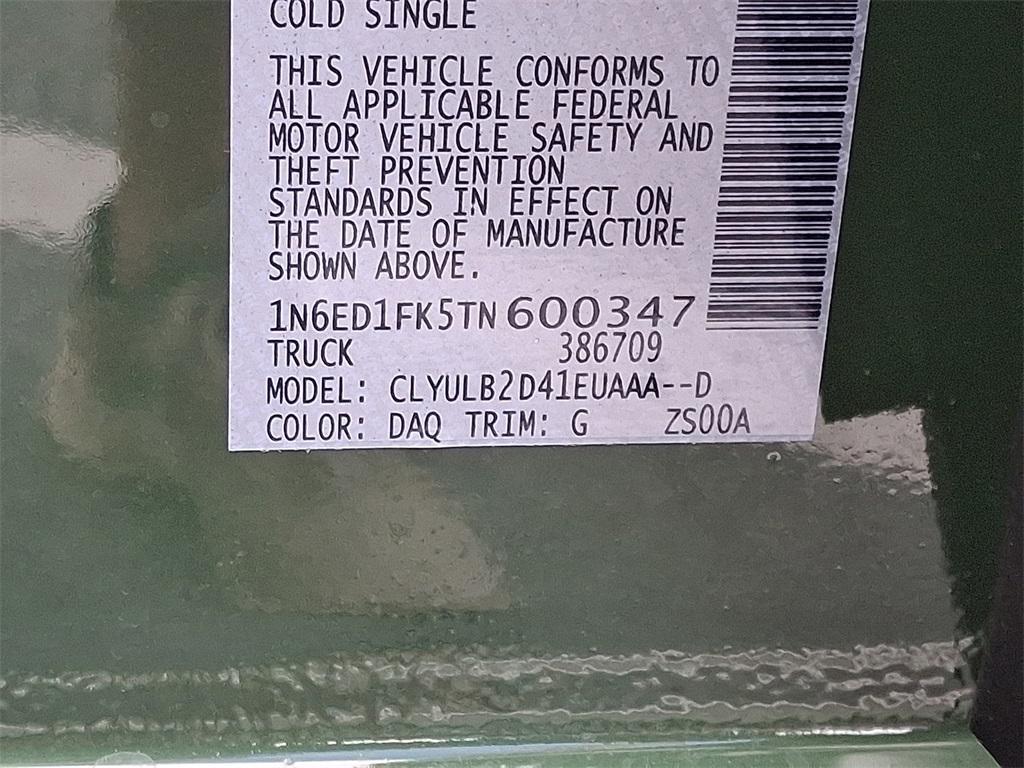 COLD SINGLE
THIS VEHICLE CONFORMS TO
ALL APPLICABLE FEDERAL
MOTOR VEHICLE SAFETY AND
THEFT PREVENTION
STANDARDS IN EFFECT ON
THE DATE OF MANUFACTURE
SHOWN ABOVE.
1N6ED1FK5TN600347
TRUCK 386709
MODEL: CLYULB2D41EUAAA--D
COLOR: DAQ TRIM: G ZS00A